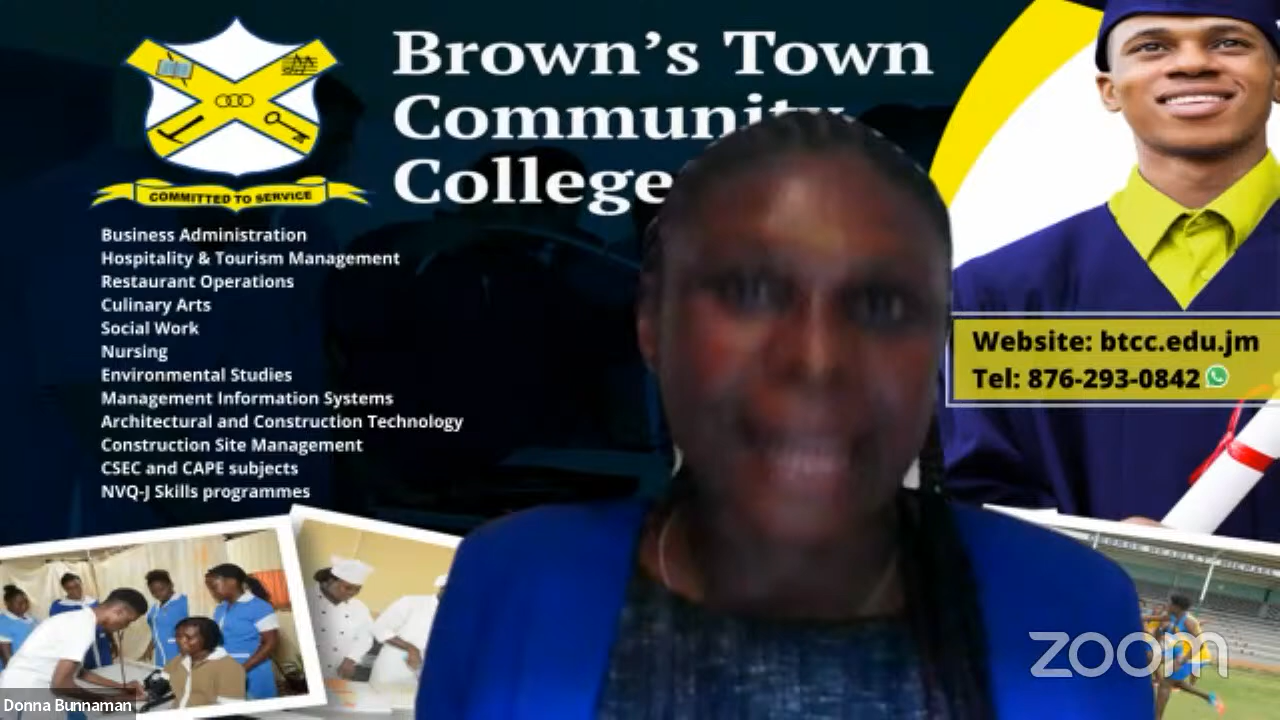 Brown's Town
Community
College
COMMITTED TO SERVICE
Business Administration
Hospitality & Tourism Management
Restaurant Operations
Culinary Arts
Social Work
Nursing
Environmental Studies
Management Information Systems
Architectural and Construction Technology
Construction Site Management
CSEC and CAPE subjects
NVQ-J Skills programmes
Website: btcc.edu.jm
Tel: 876-293-0842
zoom
Donna Bunnaman